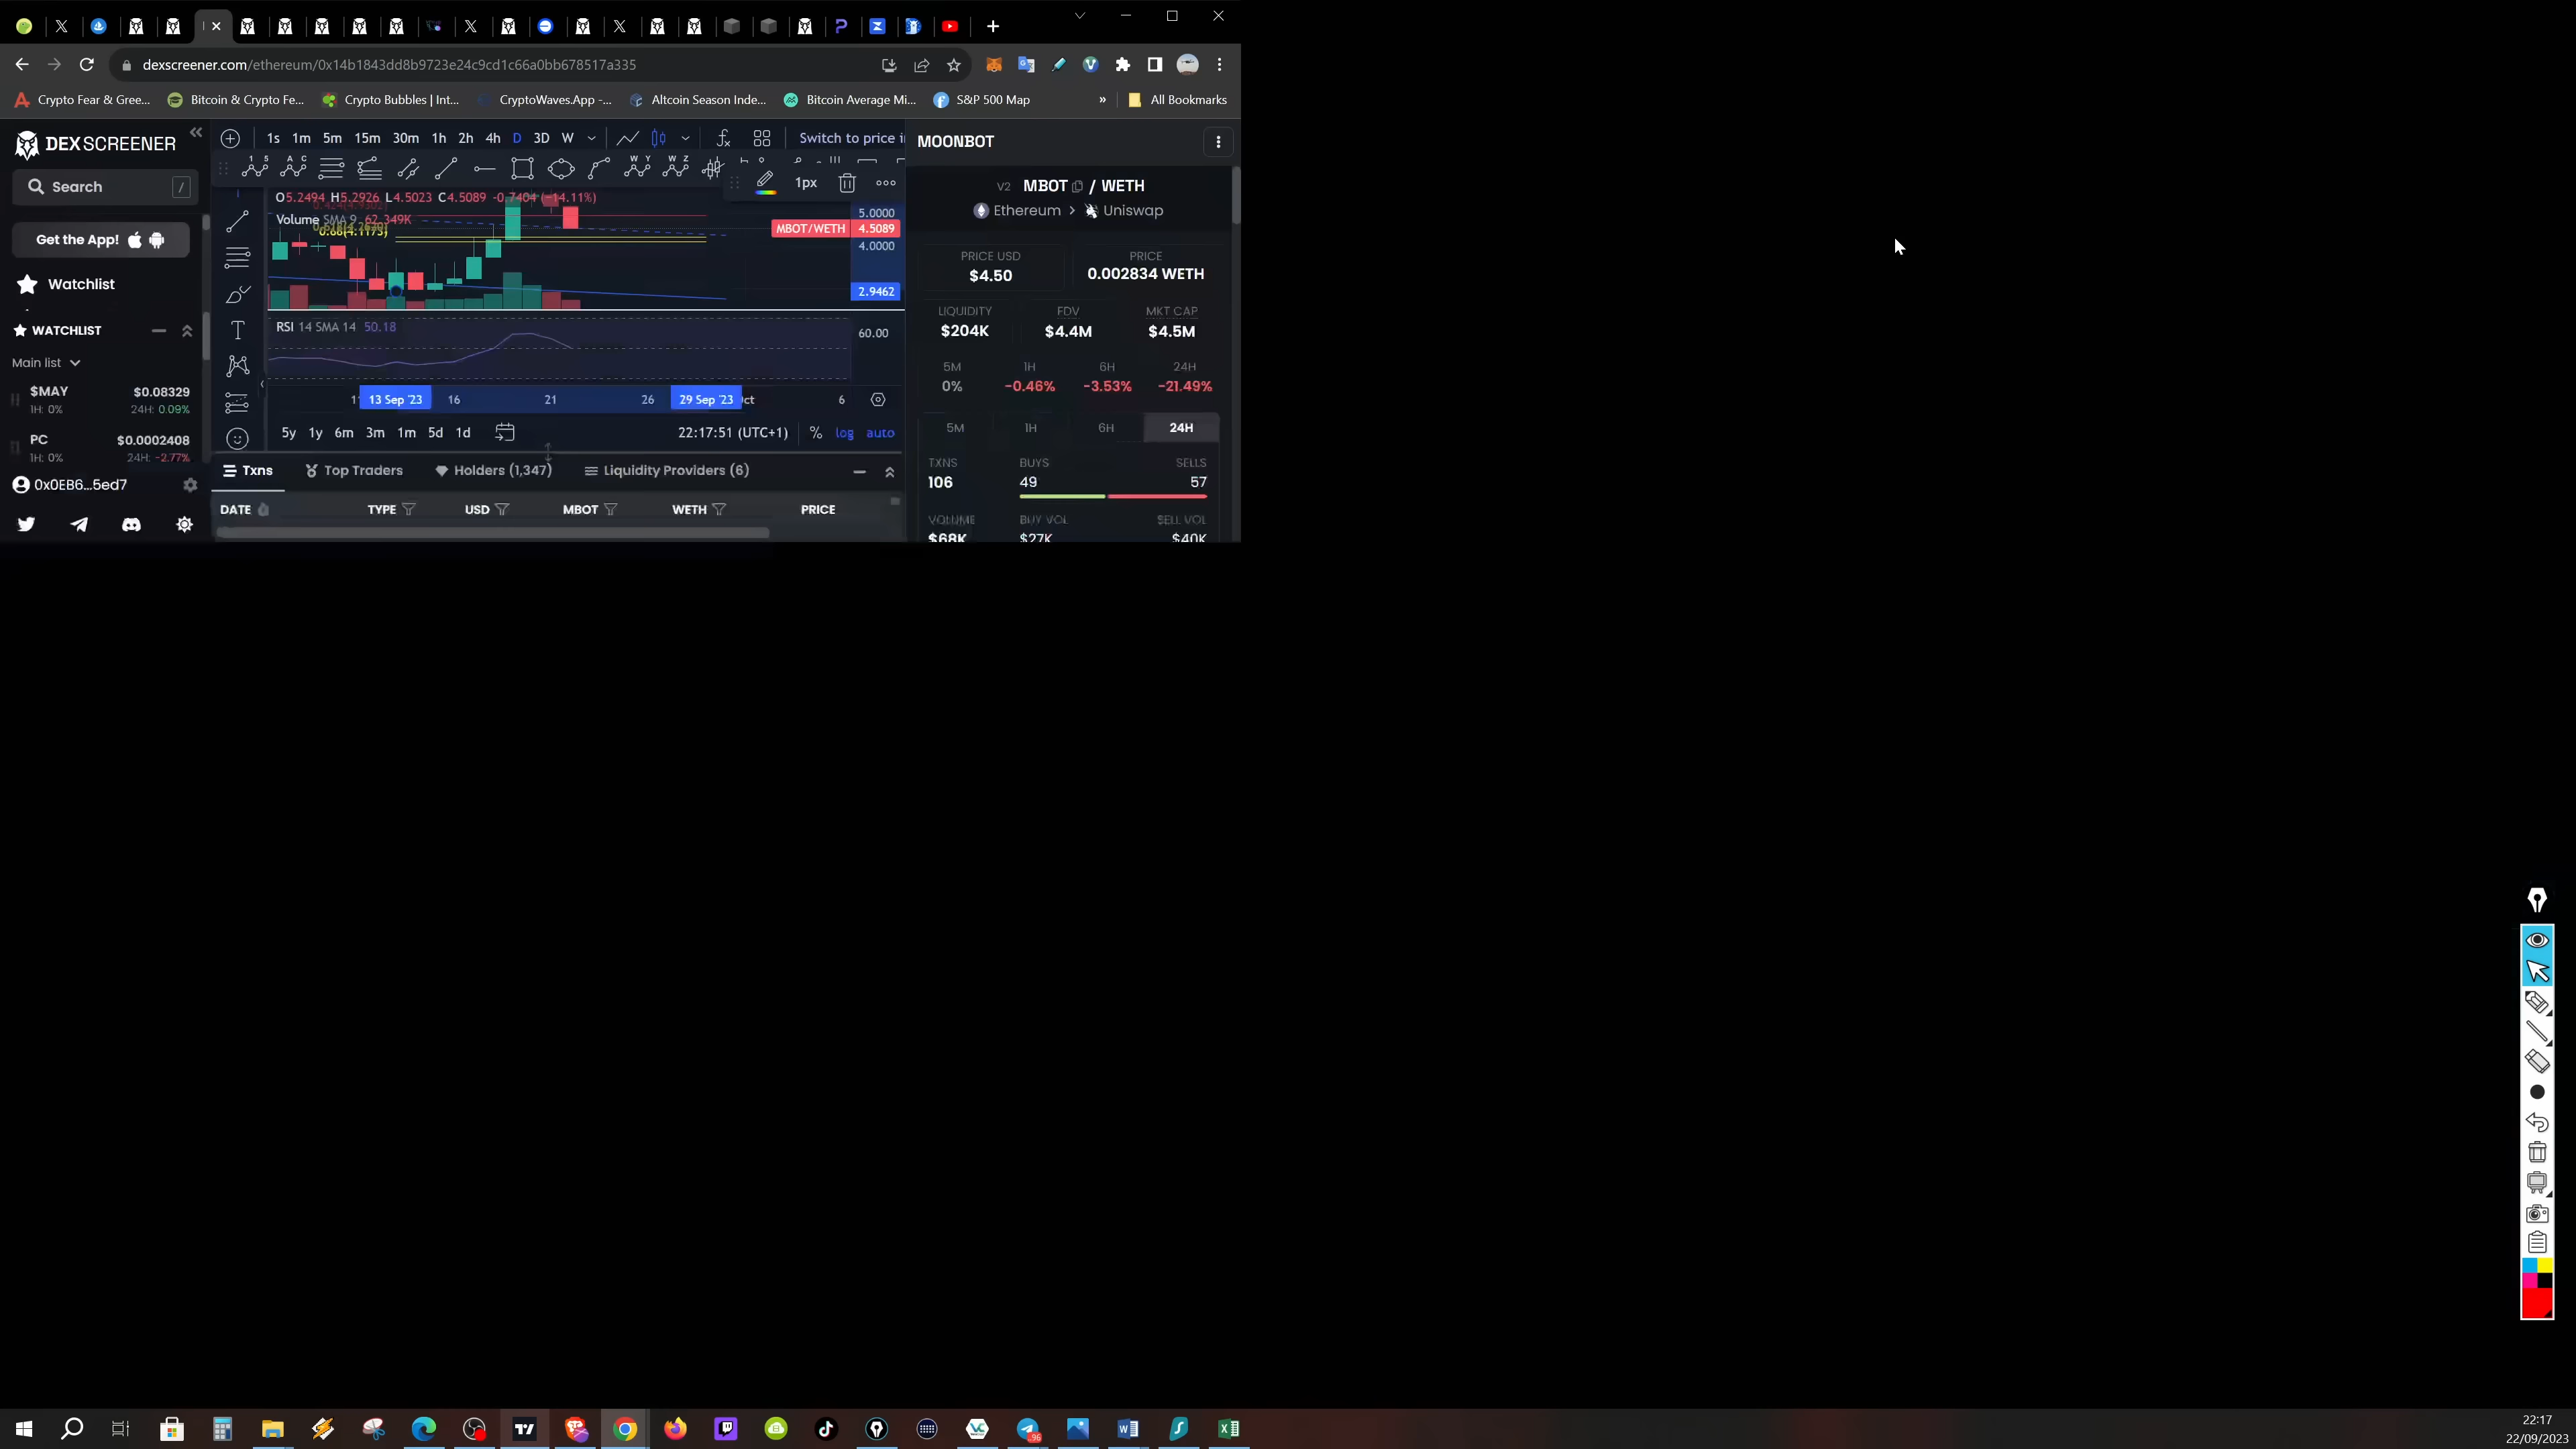 dexscreener.com/ethereum/0x14b1843dd8b9723e24c9cd1c66a0bb678517a335
Crypto Fear & Gree... Bitcoin & Crypto Fe... Crypto Bubbles | Int... CryptoWaves.App -... Altcoin Season Inde... Bitcoin Average Mi... S&P 500 Map » All Bookmarks
DEX SCREENER
Search /
Get the App!
Watchlist
WATCHLIST
Main list
$MAY $0.08329
1H: 0% 24H: 0.09%
PC $0.0002408
1H: 0% 24H: -2.77%
0x0EB6...5ed7
1s 1m 5m 15m 30m 1h 2h 4h D 3D W Switch to price i
1px
O5.2494 H5.2926 L4.5023 C4.5089 -0.7404 (-14.11%)
Volume SMA 9 62.349K
5.0000
MBOT/WETH 4.5089
4.0000
2.9462
RSI 14 SMA 14 50.18
60.00
13 Sep '23 16 21 26 29 Sep '23 ct 6
5y 1y 6m 3m 1m 5d 1d 22:17:51 (UTC+1) % log auto
Txns Top Traders Holders (1,347) Liquidity Providers (6)
DATE TYPE USD MBOT WETH PRICE
MOONBOT
V2 MBOT / WETH
Ethereum > Uniswap
PRICE USD PRICE
$4.50 0.002834 WETH
LIQUIDITY FDV MKT CAP
$204K $4.4M $4.5M
5M 1H 6H 24H
0% -0.46% -3.53% -21.49%
5M 1H 6H 24H
TXNS BUYS SELLS
106 49 57
VOLUME BUY VOL SELL VOL
$68K $27K $40K
22:17
22/09/2023